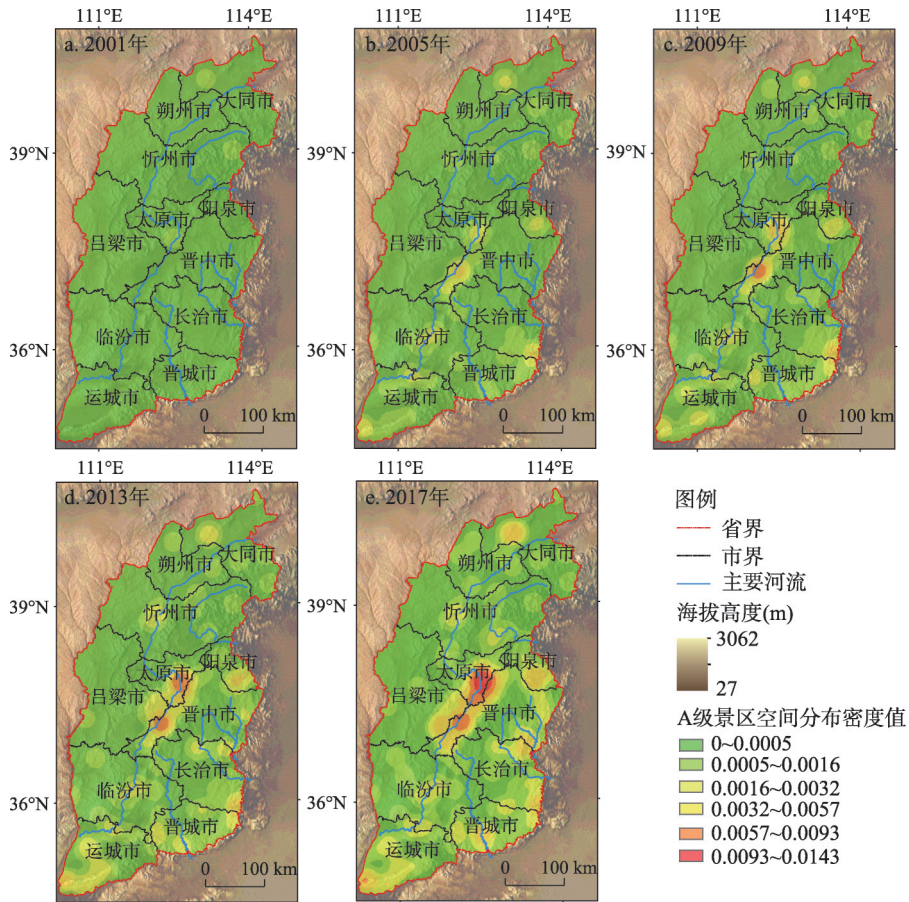 111°E 114°E
a. 2001年
大同市
朔州市
39°N
忻州市
太原市
阳泉市
吕梁市
晋中市
长治市
临汾市
36°N
晋城市
运城市
0 100 km
111°E 114°E
b. 2005年
大同市
朔州市
忻州市
太原市
阳泉市
吕梁市
晋中市
长治市
临汾市
晋城市
运城市
0 100 km
111°E 114°E
c. 2009年
大同市
朔州市
39°N
忻州市
太原市
阳泉市
吕梁市
晋中市
长治市
临汾市
36°N
晋城市
运城市
0 100 km
111°E 114°E
d. 2013年
大同市
朔州市
39°N
忻州市
太原市
阳泉市
吕梁市
晋中市
长治市
临汾市
36°N
晋城市
运城市
0 100 km
111°E 114°E
e. 2017年
大同市
朔州市
忻州市
太原市
阳泉市
吕梁市
晋中市
长治市
临汾市
晋城市
运城市
0 100 km
图例
省界
市界
主要河流
海拔高度(m)
3062
27
A级景区空间分布密度值
0~0.0005
0.0005~0.0016
0.0016~0.0032
0.0032~0.0057
0.0057~0.0093
0.0093~0.0143